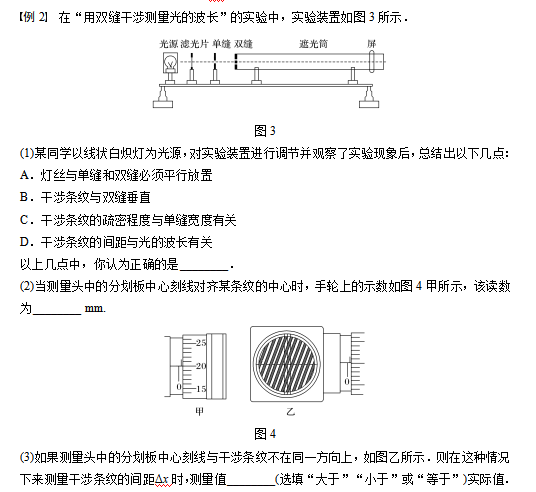 【例2】 在“用双缝干涉测量光的波长”的实验中，实验装置如图3所示．
光源 滤光片 单缝 双缝 遮光筒 屏
图3
(1)某同学以线状白炽灯为光源，对实验装置进行调节并观察了实验现象后，总结出以下几点：
A．灯丝与单缝和双缝必须平行放置
B．干涉条纹与双缝垂直
C．干涉条纹的疏密程度与单缝宽度有关
D．干涉条纹的间距与光的波长有关
以上几点中，你认为正确的是________．
(2)当测量头中的分划板中心刻线对齐某条纹的中心时，手轮上的示数如图4甲所示，该读数
为________ mm.
25
20
0 15
0
甲 乙
图4
(3)如果测量头中的分划板中心刻线与干涉条纹不在同一方向上，如图乙所示．则在这种情况
下来测量干涉条纹的间距Δx时，测量值________(选填“大于”“小于”或“等于”)实际值．